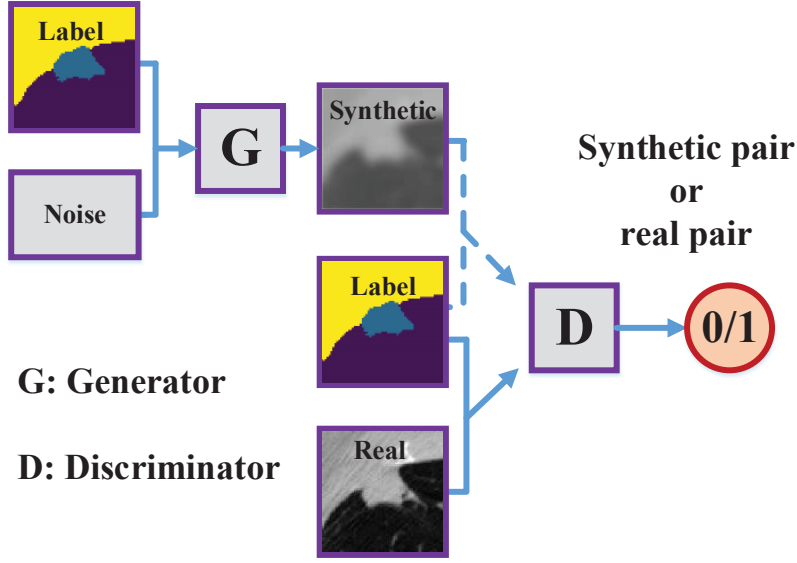 Label
Noise
G
Synthetic
Label
Real
Synthetic pair
or
real pair
D
0/1
G: Generator
D: Discriminator